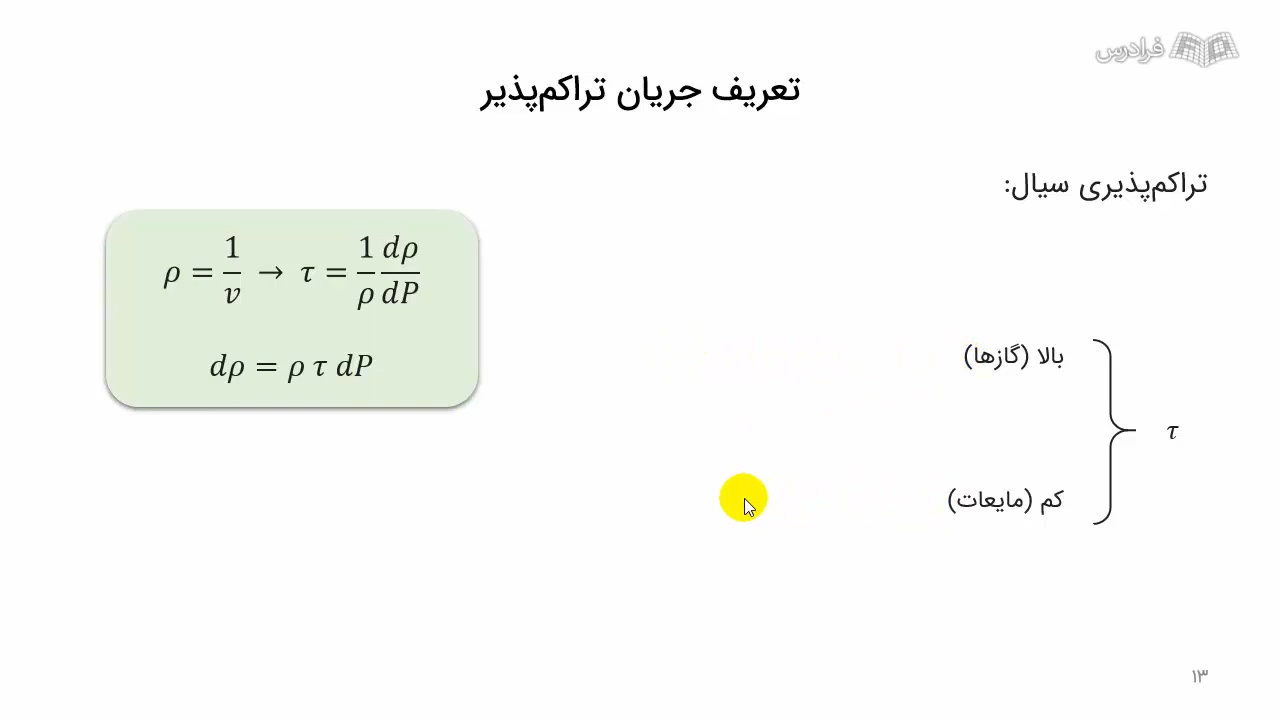 فرادرس
تعریف جریان تراکم‌پذیر
تراکم‌پذیری سیال:
ρ = 1/v → τ = 1/ρ dρ/dP
dρ = ρ τ dP
بالا (گازها)
τ
کم (مایعات)
۱۳